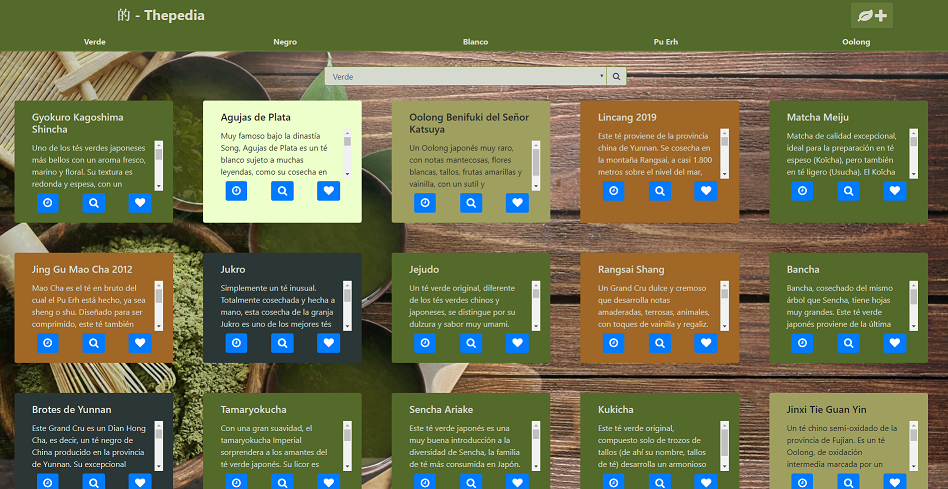 的 - Thepedia
Verde
Negro
Blanco
Pu Erh
Oolong
Verde
Gyokuro Kagoshima
Shincha
Uno de los tés verdes japoneses
más bellos con un aroma fresco,
marino y floral. Su textura es
redonda y espesa, con un
Agujas de Plata
Muy famoso bajo la dinastía
Song, Agujas de Plata es un té
blanco sujeto a muchas
leyendas, como su cosecha en
Oolong Benifuki del Señor
Katsuya
Un Oolong japonés muy raro,
con notas mantecosas, flores
blancas, tallos, frutas amarillas y
vainilla, con un sutil y
Lincang 2019
Este té proviene de la provincia
china de Yunnan. Se cosecha en
la montaña Rangsai, a casi 1.800
metros sobre el nivel del mar,
Matcha Meiju
Matcha de calidad excepcional,
ideal para la preparación en té
espeso (Koïcha), pero también
en té ligero (Usucha). El Koïcha
Jing Gu Mao Cha 2012
Mao Cha es el té en bruto del
cual el Pu Erh está hecho, ya sea
sheng o shu. Diseñado para ser
comprimido, este té también
Jukro
Simplemente un té inusual.
Totalmente cosechada y hecha a
mano, esta cosecha de la granja
Jukro es uno de los mejores tés
Jejudo
Un té verde original, diferente
de los tés verdes chinos y
japoneses, se distingue por su
dulzura y sabor muy umami.
Rangsai Shang
Un Grand Cru dulce y cremoso
que desarrolla notas
amaderadas, terrosas, animales,
con toques de vainilla y regaliz.
Bancha
Bancha, cosechado del mismo
árbol que Sencha, tiene hojas
muy grandes. Este té verde
japonés proviene de la última
Brotes de Yunnan
Este Grand Cru es un Dian Hong
Cha, es decir, un té negro de
China producido en la provincia
de Yunnan. Su excepcional
Tamaryokucha
Con una gran suavidad, el
tamaryokucha Imperial
sorprendera a los amantes del
té verde japonés. Su licor es
Sencha Ariake
Este té verde japonés es una
muy buena introducción a la
diversidad de Sencha, la familia
de té más consumida en Japón.
Kukicha
Este té verde original,
compuesto solo de trozos de
tallos (de ahí su nombre, tallos
de té) desarrolla un armonioso
Jinxi Tie Guan Yin
Un té chino semi-oxidado de la
provincia de Fujian. Es un té
Oolong, de oxidación
intermedia marcada por un